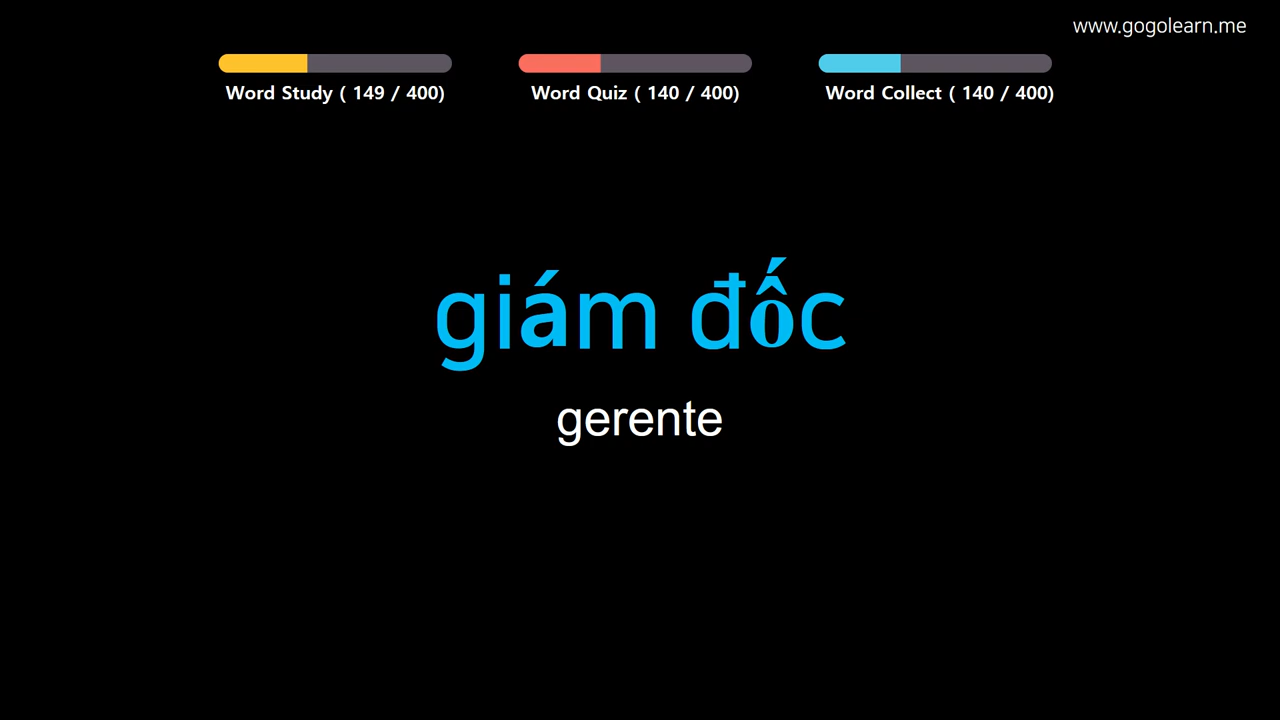 www.gogolearn.me
Word Study ( 149 / 400)
Word Quiz ( 140 / 400)
Word Collect ( 140 / 400)
giám đốc
gerente